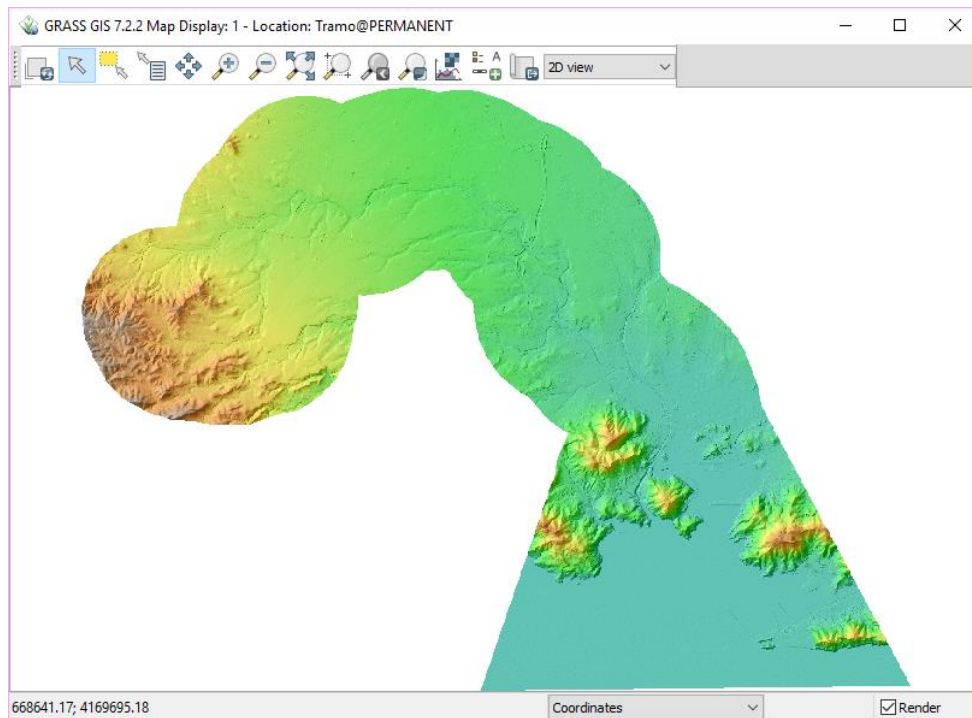 GRASS GIS 7.2.2 Map Display: 1 - Location: Tramo@PERMANENT
2D view
668641.17; 4169695.18
Coordinates
Render